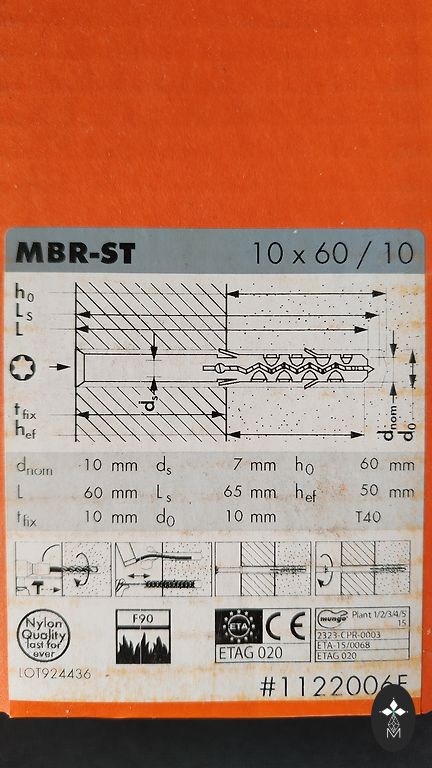 MBR-ST 10 x 60 / 10
h0
Ls
L
ds
tfix
hef
dnom
d0
dnom 10 mm ds 7 mm h0 60 mm
L 60 mm Ls 65 mm hef 50 mm
tfix 10 mm d0 10 mm T40
T
Nylon
Quality
last for
ever
F90
ETA CE
ETAG 020
mungo Plant 1/2/3/4/5/
15
2323-CPR-0003
ETA-15/0068
ETAG 020
LOT924436
#1122006
M